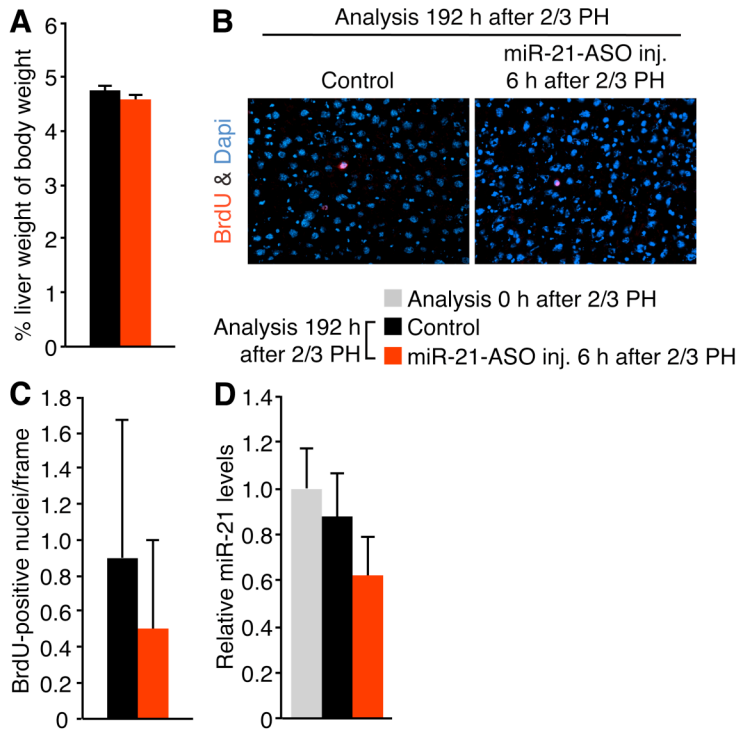 A
% liver weight of body weight
6
5
4
3
2
1
0
B
Analysis 192 h after 2/3 PH
Control
miR-21-ASO inj.
6 h after 2/3 PH
BrdU & Dapi
Analysis 0 h after 2/3 PH
Analysis 192 h
after 2/3 PH
Control
miR-21-ASO inj. 6 h after 2/3 PH
C
BrdU-positive nuclei/frame
1.8
1.6
1.4
1.2
1.0
0.8
0.6
0.4
0.2
0
D
Relative miR-21 levels
1.4
1.2
1.0
0.8
0.6
0.4
0.2
0